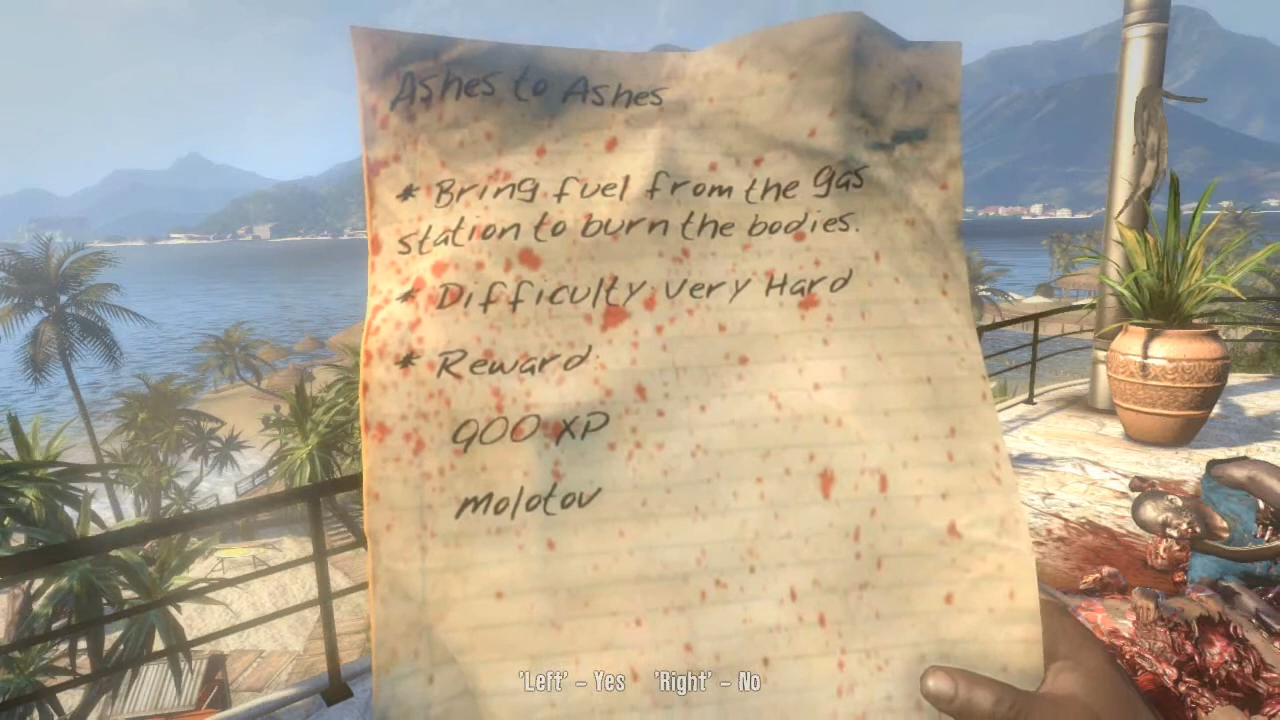 Ashes to Ashes
* Bring fuel from the gas
station to burn the bodies.
* Difficulty very Hard
* Reward
900 XP
Molotov
'Left' - Yes 'Right' - No